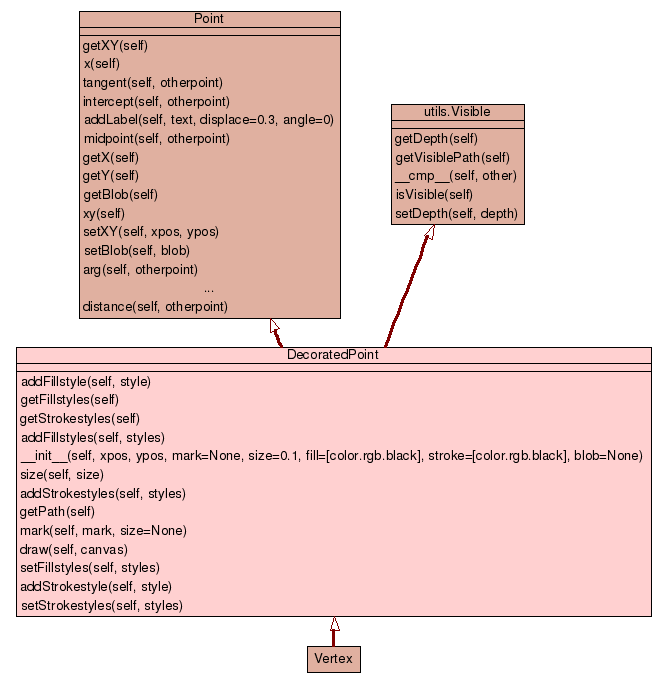 Point
getXY(self)
x(self)
tangent(self, otherpoint)
intercept(self, otherpoint)
addLabel(self, text, displace=0.3, angle=0)
midpoint(self, otherpoint)
getX(self)
getY(self)
getBlob(self)
xy(self)
setXY(self, xpos, ypos)
setBlob(self, blob)
arg(self, otherpoint)
...
distance(self, otherpoint)
utils.Visible
getDepth(self)
getVisiblePath(self)
__cmp__(self, other)
isVisible(self)
setDepth(self, depth)
DecoratedPoint
addFillstyle(self, style)
getFillstyles(self)
getStrokestyles(self)
addFillstyles(self, styles)
__init__(self, xpos, ypos, mark=None, size=0.1, fill=[color.rgb.black], stroke=[color.rgb.black], blob=None)
size(self, size)
addStrokestyles(self, styles)
getPath(self)
mark(self, mark, size=None)
draw(self, canvas)
setFillstyles(self, styles)
addStrokestyle(self, style)
setStrokestyles(self, styles)
Vertex